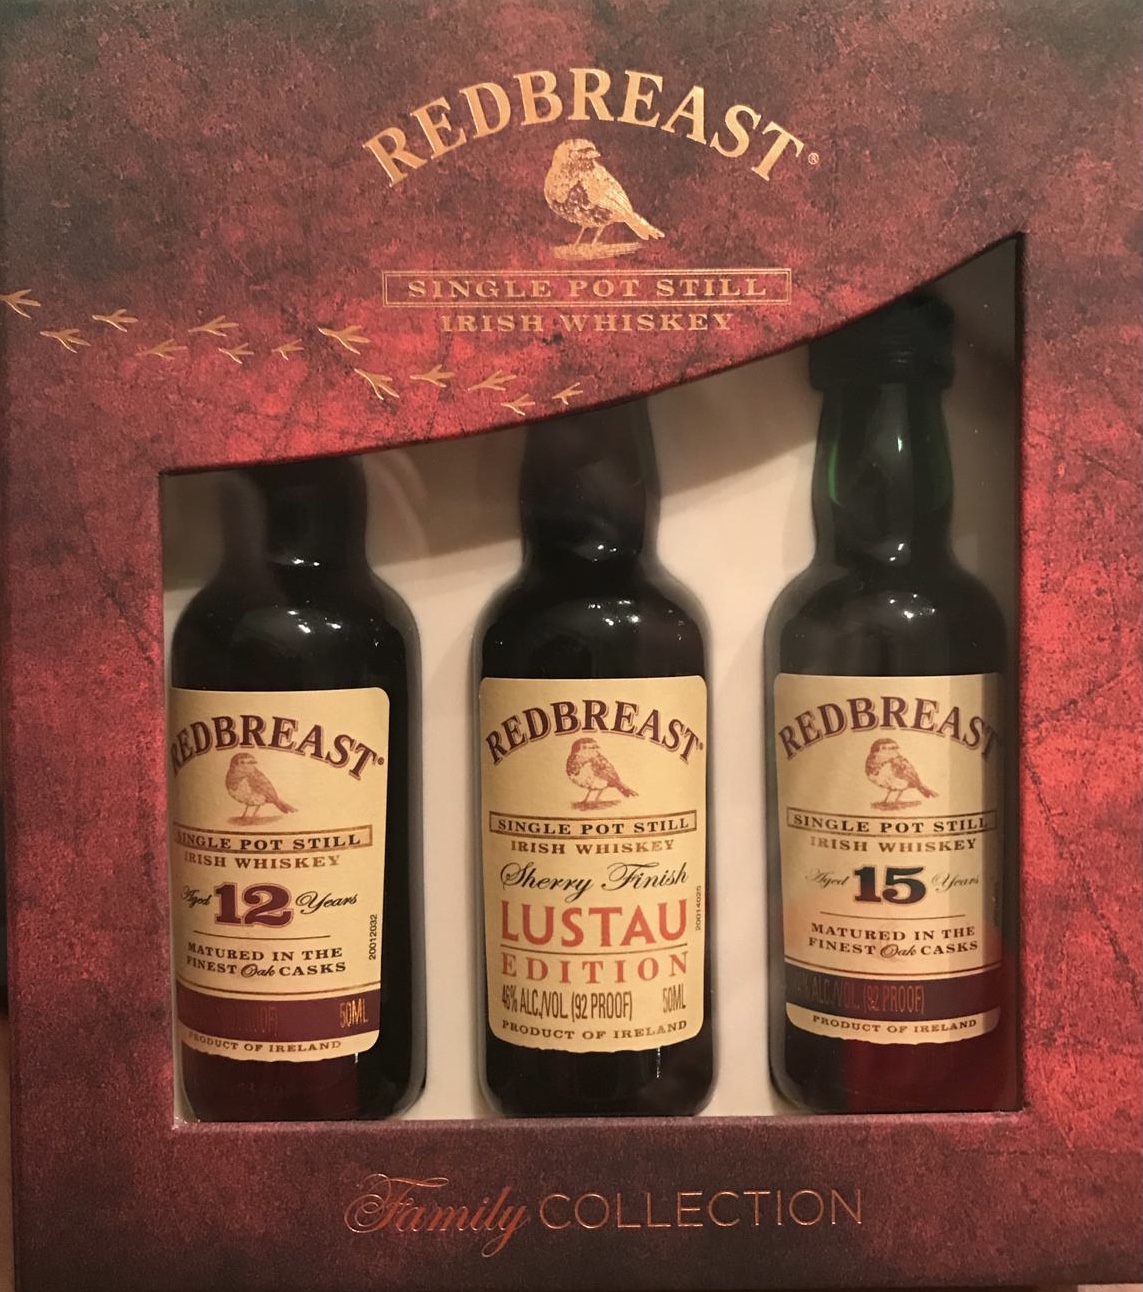 REDBREAST®
SINGLE POT STILL
IRISH WHISKEY
REDBREAST
SINGLE POT STILL
IRISH WHISKEY
Aged 12 Years
MATURED IN THE
FINEST Oak CASKS
50ML
PRODUCT OF IRELAND
20012032
REDBREAST
SINGLE POT STILL
IRISH WHISKEY
Sherry Finish
LUSTAU
EDITION
46% ALC./VOL. (92 PROOF) 50ML
PRODUCT OF IRELAND
REDBREAST
SINGLE POT STILL
IRISH WHISKEY
Aged 15 Years
MATURED IN THE
FINEST Oak CASKS
ALC./VOL. (92 PROOF)
PRODUCT OF IRELAND
Family COLLECTION